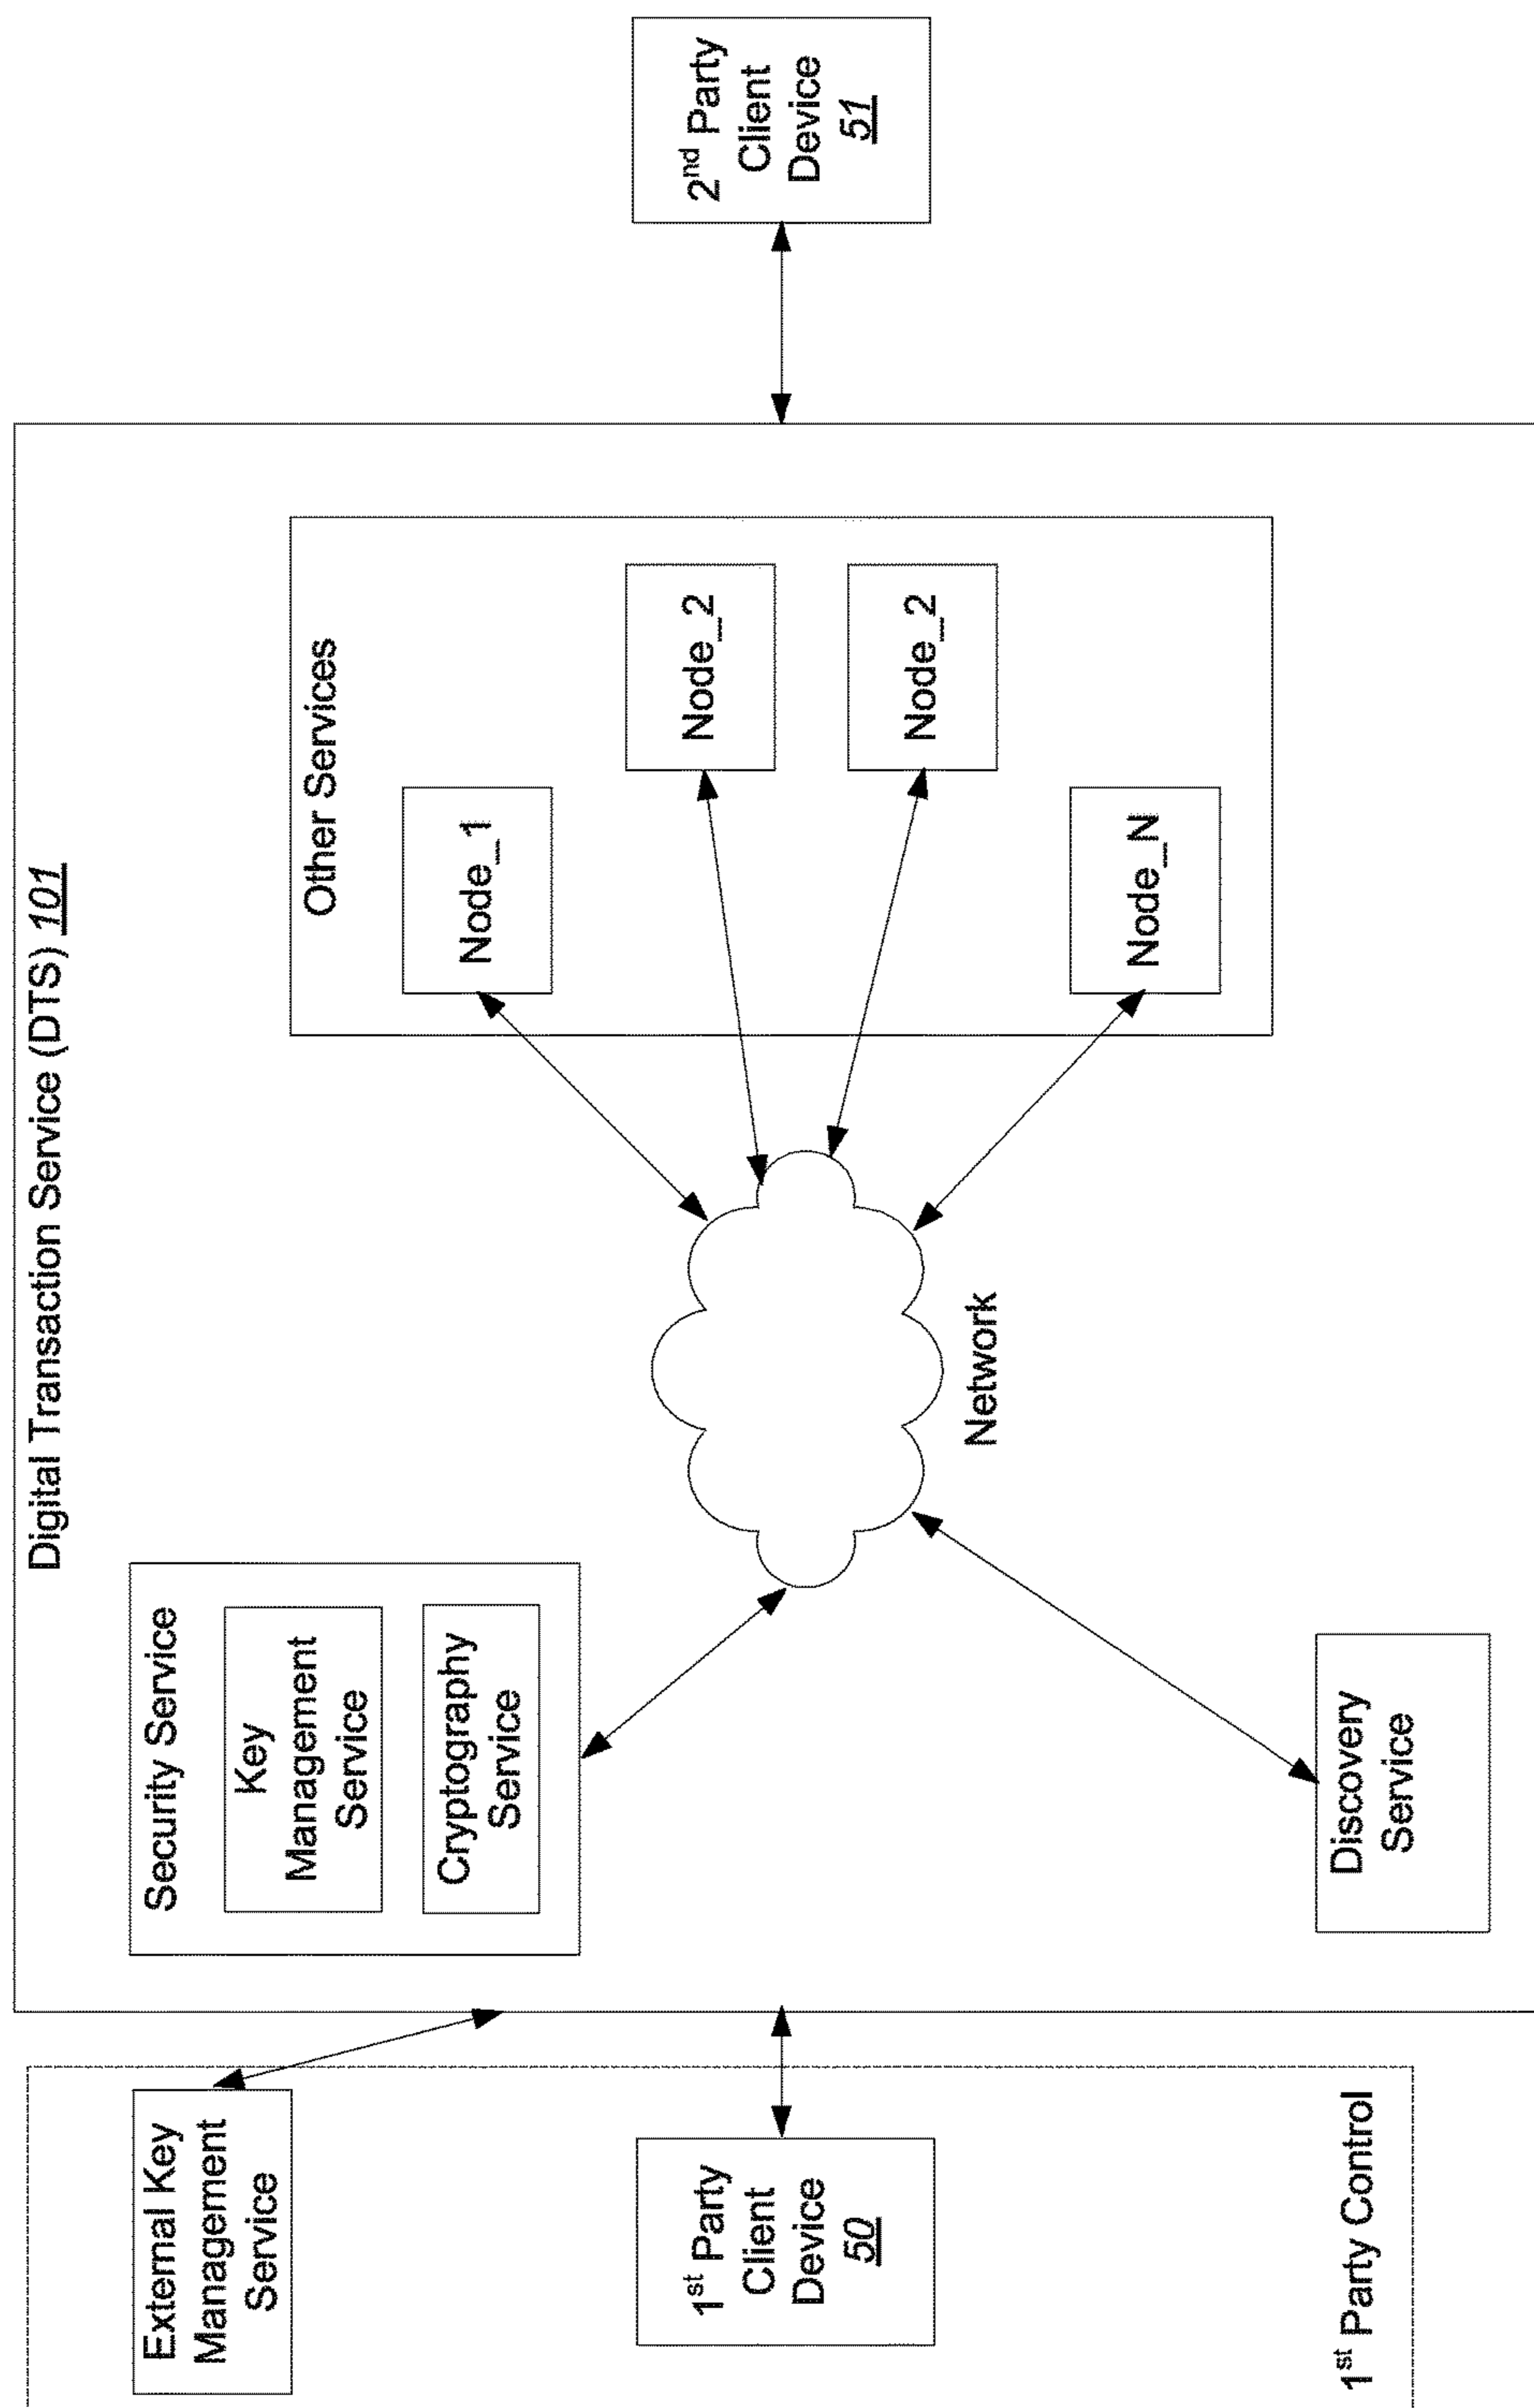 Digital Transaction Service (DTS) 101
External Key
Management
Service
1st Party
Client
Device
50
1st Party Control
Security Service
Key
Management
Service
Cryptography
Service
Discovery
Service
Network
Other Services
Node_1
Node_2
Node_2
Node_N
2nd Party
Client
Device
51